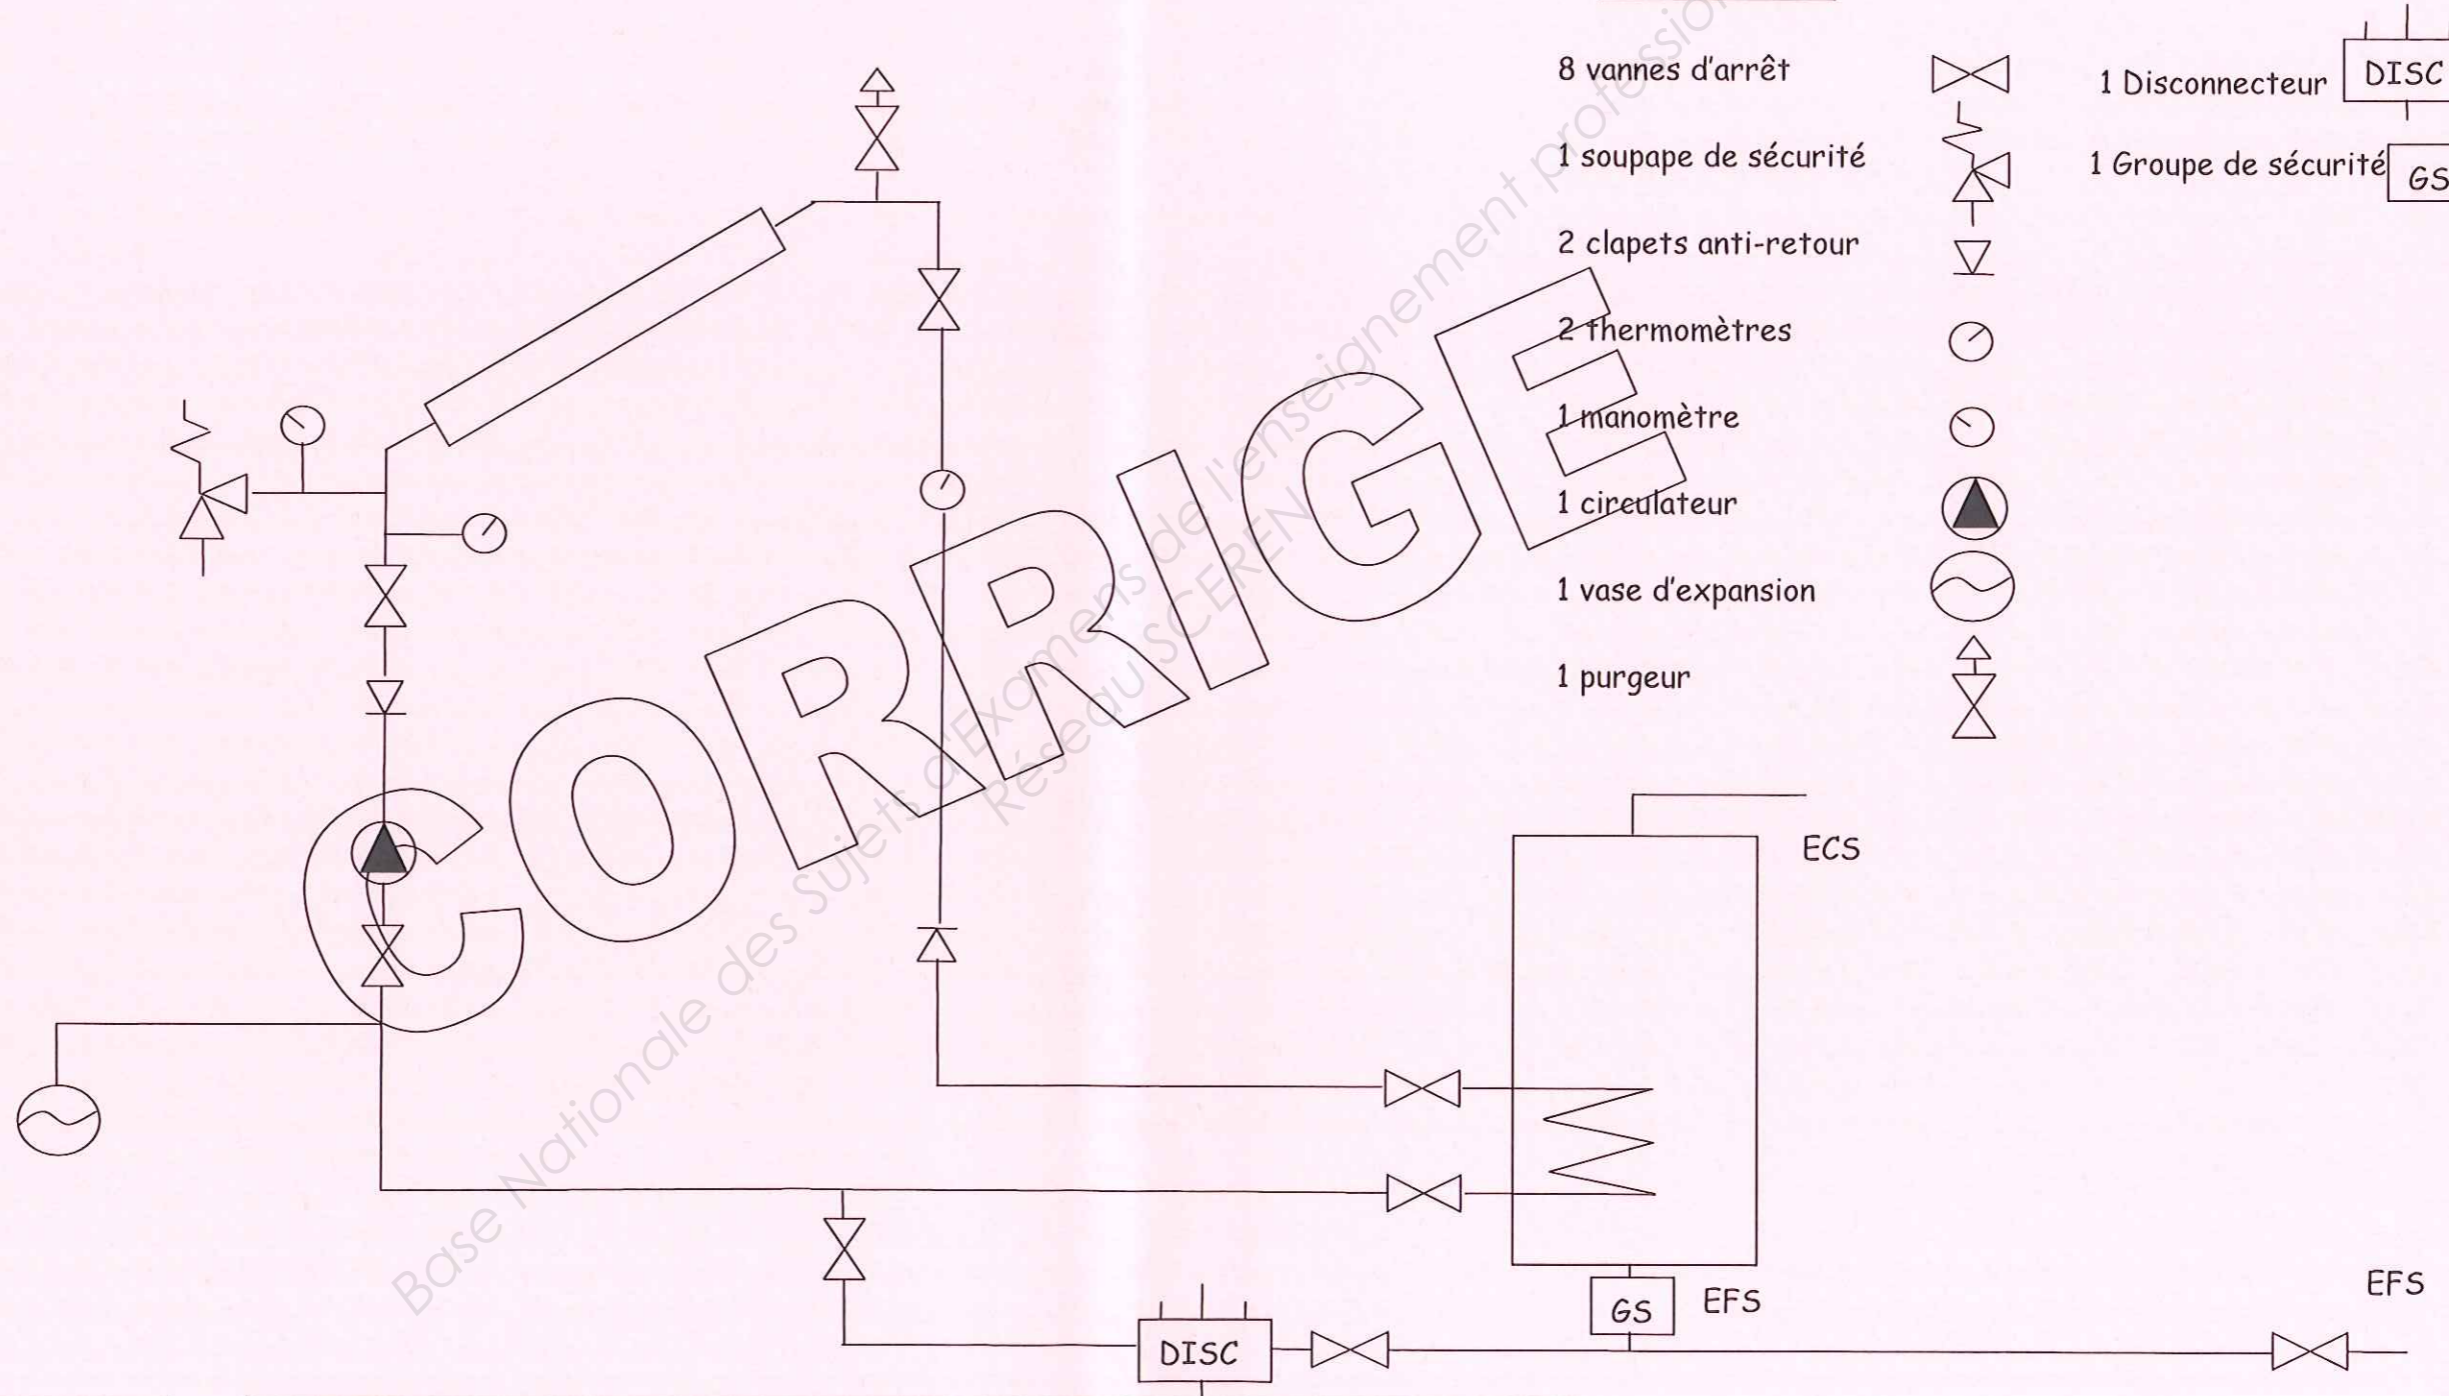 8 vannes d'arrêt
1 Disconnecteur
DISC
1 soupape de sécurité
1 Groupe de sécurité
GS
2 clapets anti-retour
2 thermomètres
1 manomètre
1 circulateur
1 vase d'expansion
1 purgeur
CORRIGE
Base Nationale des Sujets d'Examens de l'enseignement
Réseau SCEREN
ECS
EFS
GS
EFS
DISC